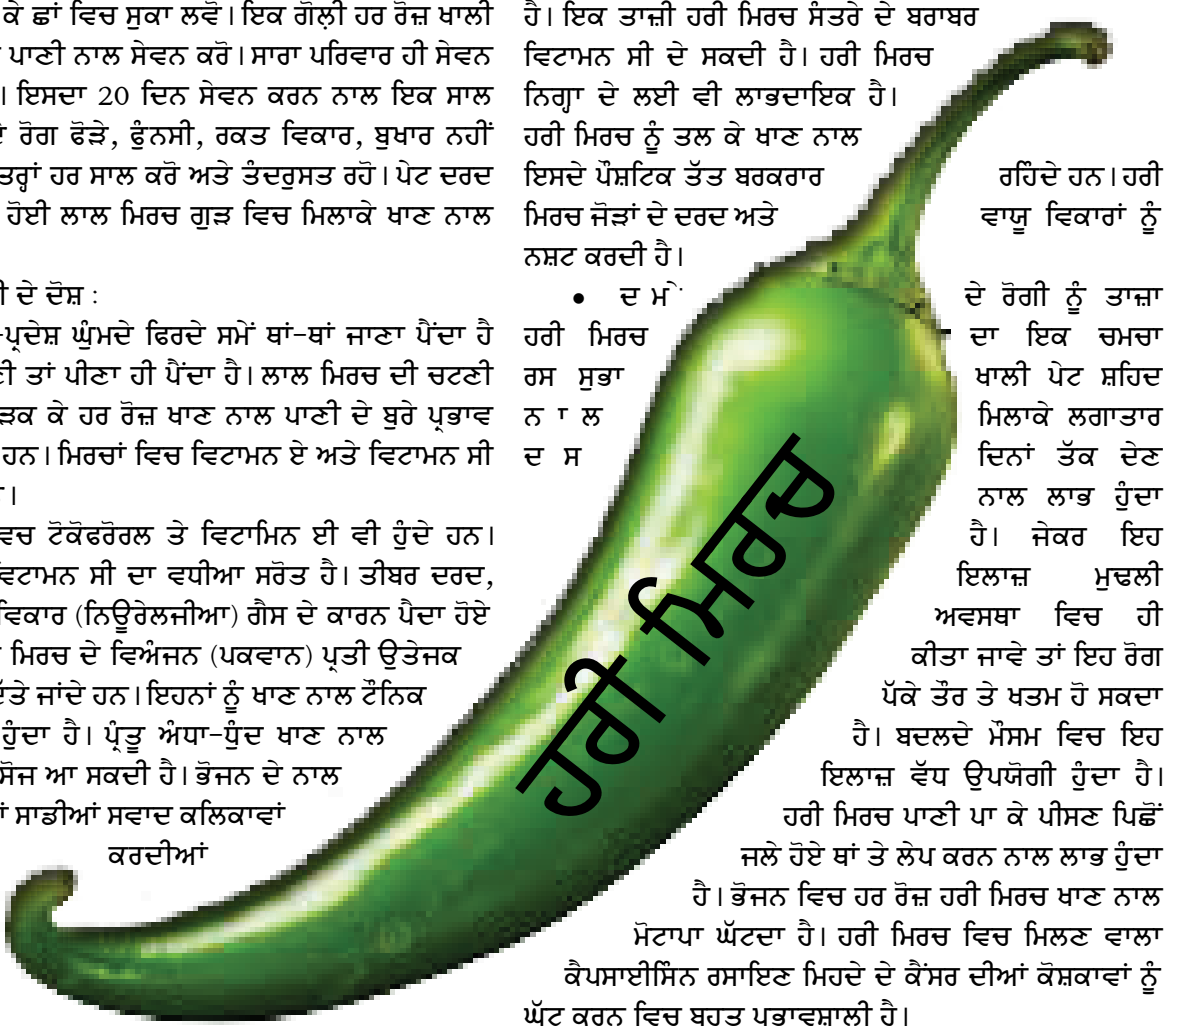 ਕੇ ਛਾਂ ਵਿਚ ਸੁਕਾ ਲਵੋ। ਇਕ ਗੋਲੀ ਹਰ ਰੋਜ਼ ਖਾਲੀ
ਪਾਣੀ ਨਾਲ ਸੇਵਨ ਕਰੋ। ਸਾਰਾ ਪਰਿਵਾਰ ਹੀ ਸੇਵਨ
। ਇਸਦਾ 20 ਦਿਨ ਸੇਵਨ ਕਰਨ ਨਾਲ ਇਕ ਸਾਲ
ਰੋਗ ਫੋੜੇ, ਫੁੰਨਸੀ, ਰਕਤ ਵਿਕਾਰ, ਬੁਖਾਰ ਨਹੀਂ
ਤਰ੍ਹਾਂ ਹਰ ਸਾਲ ਕਰੋ ਅਤੇ ਤੰਦਰੁਸਤ ਰਹੋ। ਪੇਟ ਦਰਦ
ਹੋਈ ਲਾਲ ਮਿਰਚ ਗੁੜ ਵਿਚ ਮਿਲਾਕੇ ਖਾਣ ਨਾਲ
ਦੇ ਦੋਸ਼ :
-ਪ੍ਰਦੇਸ਼ ਘੁੰਮਦੇ ਫਿਰਦੇ ਸਮੇਂ ਥਾਂ-ਥਾਂ ਜਾਣਾ ਪੈਂਦਾ ਹੈ
ਤਾਂ ਪੀਣਾ ਹੀ ਪੈਂਦਾ ਹੈ। ਲਾਲ ਮਿਰਚ ਦੀ ਚਟਣੀ
ੜਕ ਕੇ ਹਰ ਰੋਜ਼ ਖਾਣ ਨਾਲ ਪਾਣੀ ਦੇ ਬੁਰੇ ਪ੍ਰਭਾਵ
ਹਨ। ਮਿਰਚਾਂ ਵਿਚ ਵਿਟਾਮਨ ਏ ਅਤੇ ਵਿਟਾਮਨ ਸੀ
।
ਵਿਚ ਟੋਕੋਫਰੋਰਲ ਤੇ ਵਿਟਾਮਿਨ ਈ ਵੀ ਹੁੰਦੇ ਹਨ।
ਵਿਟਾਮਨ ਸੀ ਦਾ ਵਧੀਆ ਸਰੋਤ ਹੈ। ਤੀਬਰ ਦਰਦ,
ਵਿਕਾਰ (ਨਿਊਰੇਲਜੀਆ) ਗੈਸ ਦੇ ਕਾਰਨ ਪੈਦਾ ਹੋਏ
ਮਿਰਚ ਦੇ ਵਿਅੰਜਨ (ਪਕਵਾਨ) ਪ੍ਰਤੀ ਉਤੇਜਕ
ਜਾਂਦੇ ਹਨ। ਇਹਨਾਂ ਨੂੰ ਖਾਣ ਨਾਲ ਟੌਨਿਕ
ਹੁੰਦਾ ਹੈ। ਪ੍ਰੰਤੂ ਅੰਧਾ-ਧੁੰਦ ਖਾਣ ਨਾਲ
ਸੋਜ ਆ ਸਕਦੀ ਹੈ। ਭੋਜਨ ਦੇ ਨਾਲ
ਸਾਡੀਆਂ ਸਵਾਦ ਕਲਿਕਾਵਾਂ
ਕਰਦੀਆਂ
ਹੈ। ਇਕ ਤਾਜ਼ੀ ਹਰੀ ਮਿਰਚ ਸੰਤਰੇ ਦੇ ਬਰਾਬਰ
ਵਿਟਾਮਨ ਸੀ ਦੇ ਸਕਦੀ ਹੈ। ਹਰੀ ਮਿਰਚ
ਨਿਗ੍ਹਾ ਦੇ ਲਈ ਵੀ ਲਾਭਦਾਇਕ ਹੈ।
ਹਰੀ ਮਿਰਚ ਨੂੰ ਤਲ ਕੇ ਖਾਣ ਨਾਲ
ਇਸਦੇ ਪੌਸ਼ਟਿਕ ਤੱਤ ਬਰਕਰਾਰ ਰਹਿੰਦੇ ਹਨ। ਹਰੀ
ਮਿਰਚ ਜੋੜਾਂ ਦੇ ਦਰਦ ਅਤੇ ਵਾਯੂ ਵਿਕਾਰਾਂ ਨੂੰ
ਨਸ਼ਟ ਕਰਦੀ ਹੈ।
• ਦਮੇ ਦੇ ਰੋਗੀ ਨੂੰ ਤਾਜ਼ਾ
ਹਰੀ ਮਿਰਚ ਦਾ ਇਕ ਚਮਚਾ
ਰਸ ਸੁਭਾ ਖਾਲੀ ਪੇਟ ਸ਼ਹਿਦ
ਨਾਲ ਮਿਲਾਕੇ ਲਗਾਤਾਰ
ਦਸ ਦਿਨਾਂ ਤੱਕ ਦੇਣ
ਨਾਲ ਲਾਭ ਹੁੰਦਾ
ਹੈ। ਜੇਕਰ ਇਹ
ਇਲਾਜ਼ ਮੁਢਲੀ
ਅਵਸਥਾ ਵਿਚ ਹੀ
ਕੀਤਾ ਜਾਵੇ ਤਾਂ ਇਹ ਰੋਗ
ਪੱਕੇ ਤੌਰ ਤੇ ਖਤਮ ਹੋ ਸਕਦਾ
ਹੈ। ਬਦਲਦੇ ਮੌਸਮ ਵਿਚ ਇਹ
ਇਲਾਜ਼ ਵੱਧ ਉਪਯੋਗੀ ਹੁੰਦਾ ਹੈ।
ਹਰੀ ਮਿਰਚ ਪਾਣੀ ਪਾ ਕੇ ਪੀਸਣ ਪਿਛੋਂ
ਜਲੇ ਹੋਏ ਥਾਂ ਤੇ ਲੇਪ ਕਰਨ ਨਾਲ ਲਾਭ ਹੁੰਦਾ
ਹੈ। ਭੋਜਨ ਵਿਚ ਹਰ ਰੋਜ਼ ਹਰੀ ਮਿਰਚ ਖਾਣ ਨਾਲ
ਮੋਟਾਪਾ ਘੱਟਦਾ ਹੈ। ਹਰੀ ਮਿਰਚ ਵਿਚ ਮਿਲਣ ਵਾਲਾ
ਕੈਪਸਾਈਸਿੰਨ ਰਸਾਇਣ ਮਿਹਦੇ ਦੇ ਕੈਂਸਰ ਦੀਆਂ ਕੋਸ਼ਕਾਵਾਂ ਨੂੰ
ਘੱਟ ਕਰਨ ਵਿਚ ਬਹੁਤ ਪ੍ਰਭਾਵਸ਼ਾਲੀ ਹੈ।
ਹਰੀ ਮਿਰਚ